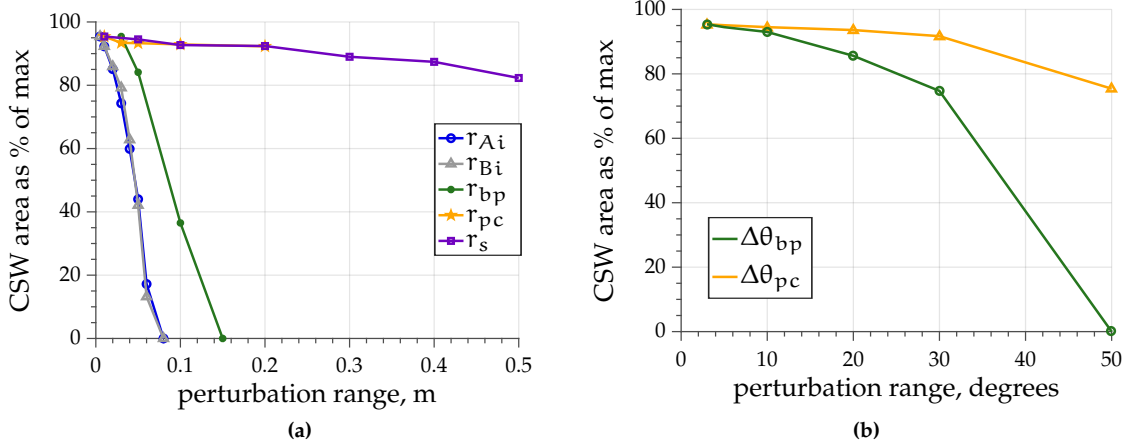 100
80
60
40
20
0
CSW area as % of max
0 0.1 0.2 0.3 0.4 0.5
perturbation range, m
r_Ai
r_Bi
r_bp
r_pc
r_s
(a)
100
80
60
40
20
0
CSW area as % of max
0 10 20 30 40 50
perturbation range, degrees
Δθ_bp
Δθ_pc
(b)